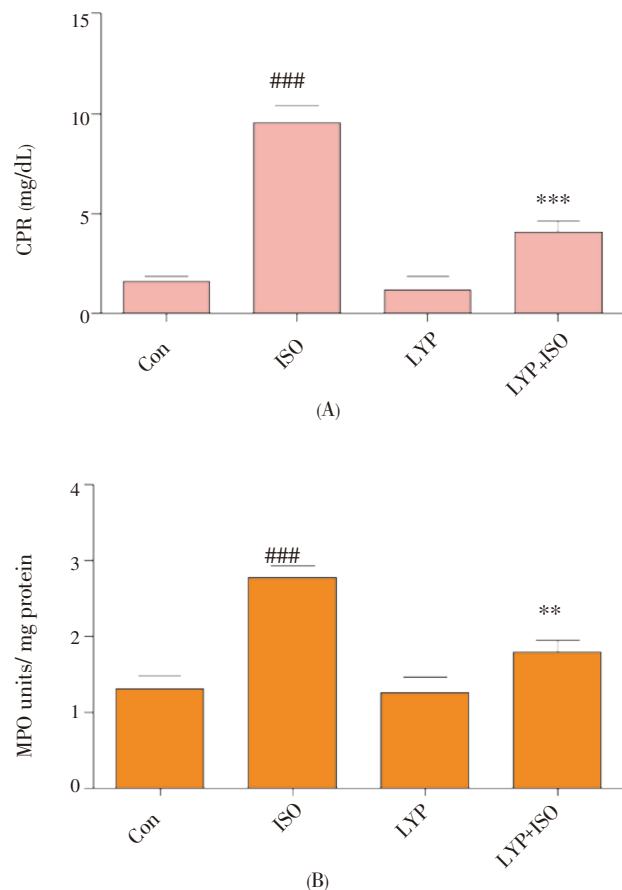 15
###
10
CPR (mg/dL)
***
5
0
Con
ISO
LYP
LYP+ISO
(A)
4
###
3
MPO units/ mg protein
**
2
1
0
Con
ISO
LYP
LYP+ISO
(B)